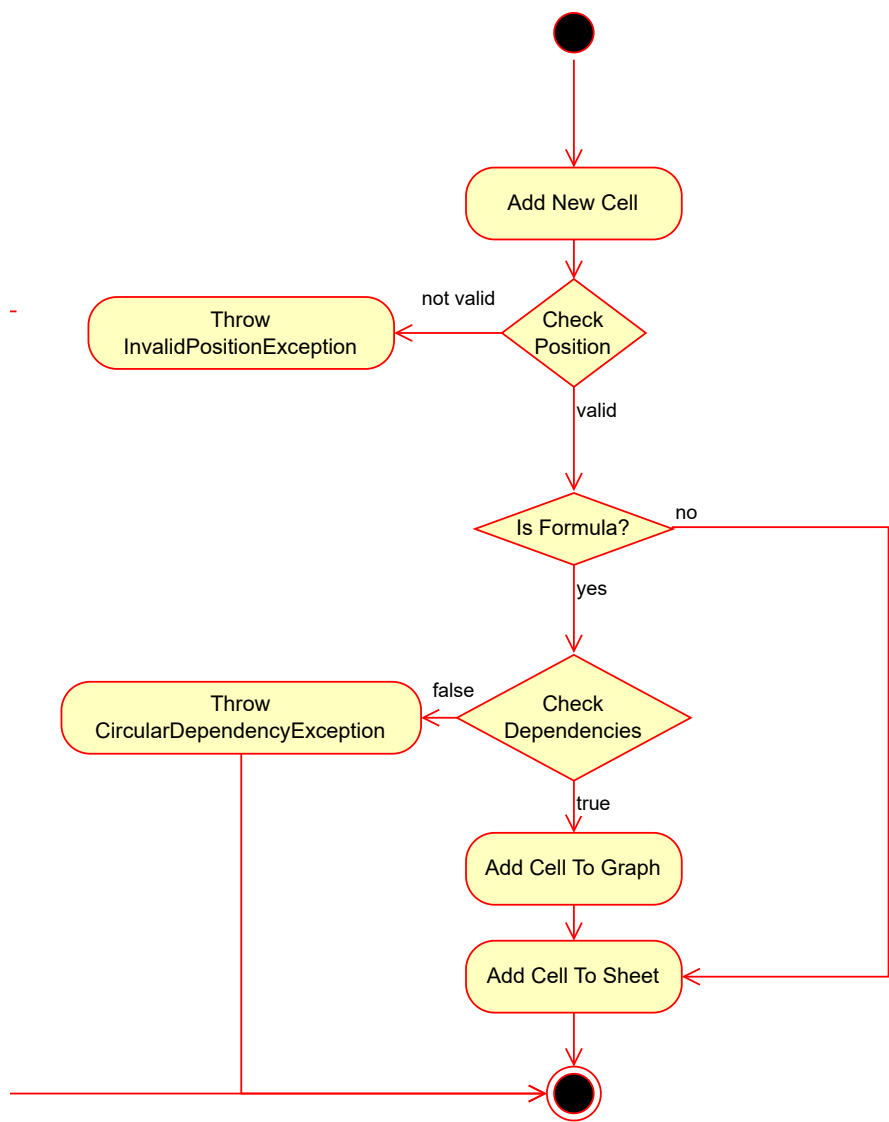 Add New Cell
not valid
Throw
InvalidPositionException
Check
Position
valid
Is Formula?
no
yes
Throw
CircularDependencyException
false
Check
Dependencies
true
Add Cell To Graph
Add Cell To Sheet